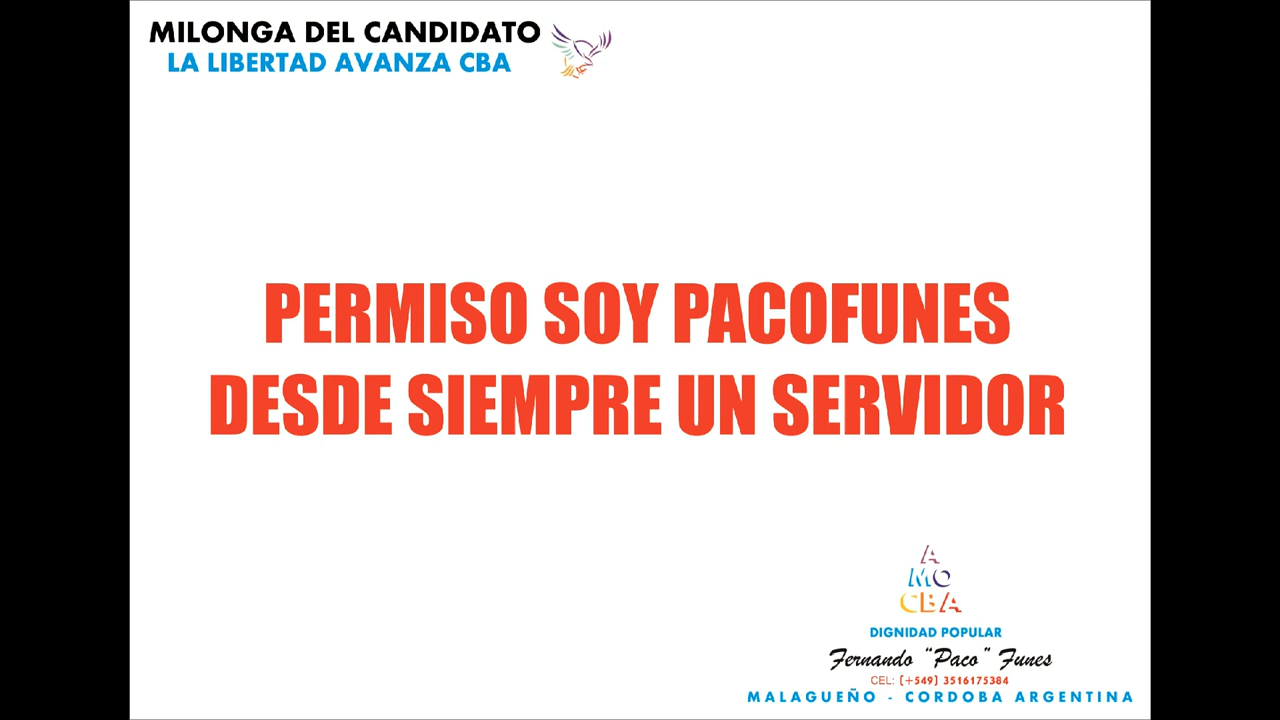 MILONGA DEL CANDIDATO
LA LIBERTAD AVANZA CBA
PERMISO SOY PACOFUNES
DESDE SIEMPRE UN SERVIDOR
A
MO
CBA
DIGNIDAD POPULAR
Fernando "Paco" Funes
CEL: (+549) 3516175384
MALAGUEÑO - CORDOBA ARGENTINA